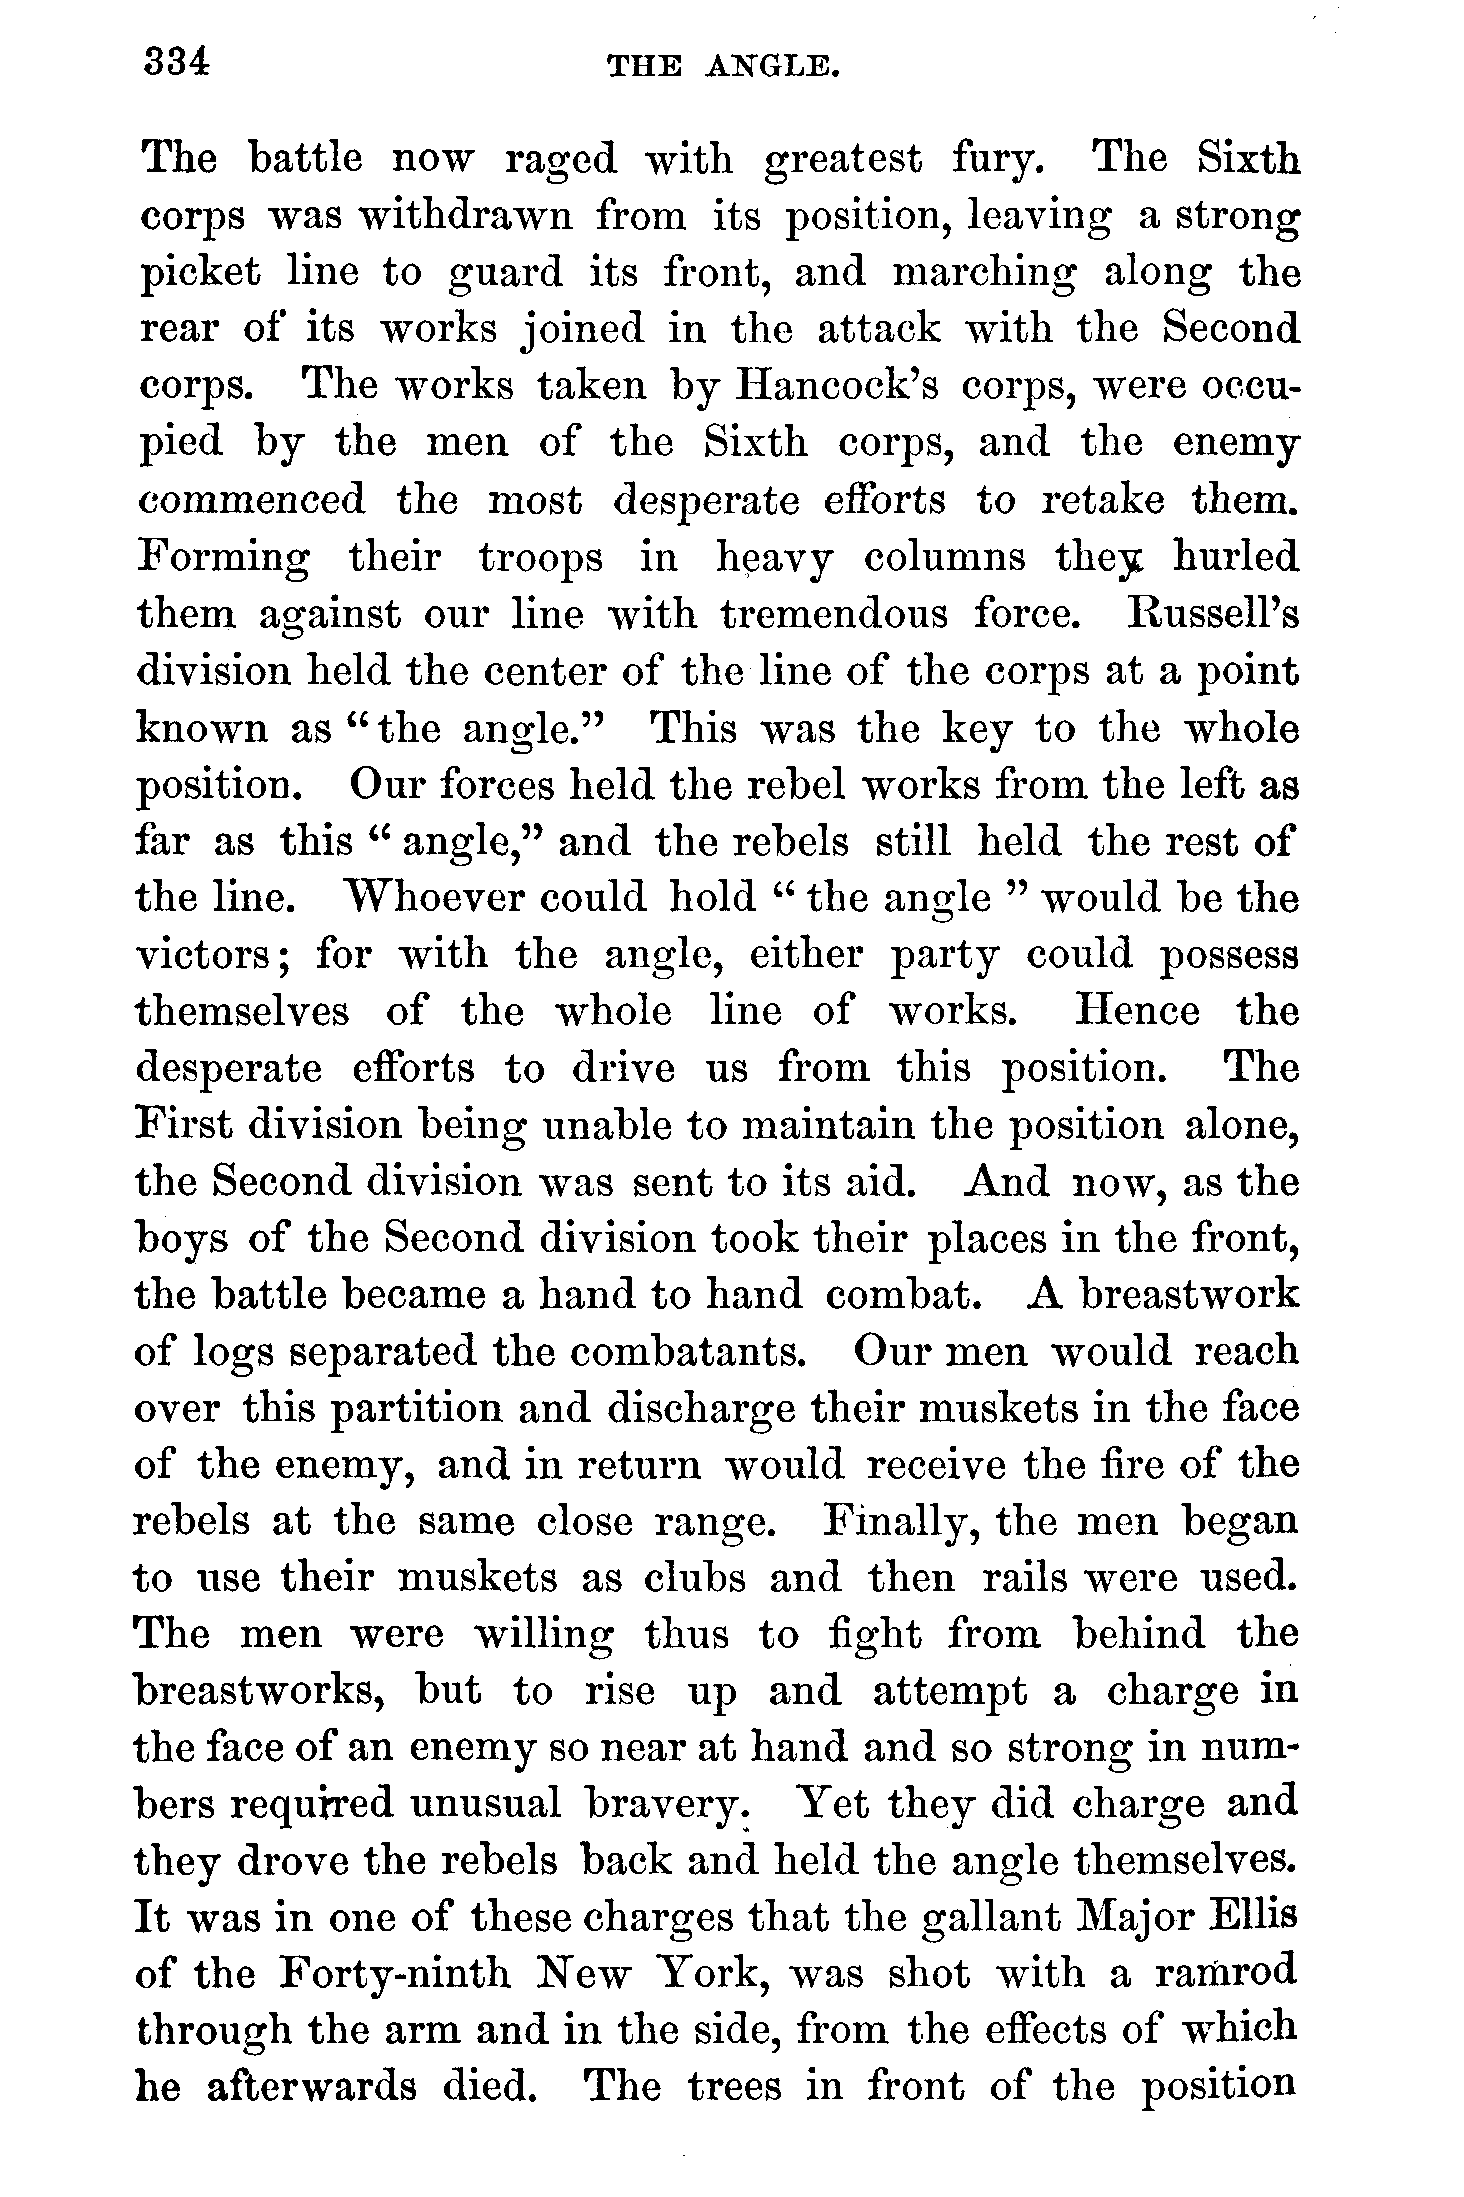 334 THE ANGLE.
The battle now raged with greatest fury. The Sixth
corps was withdrawn from its position, leaving a strong
picket line to guard its front, and marching along the
rear of its works joined in the attack with the Second
corps. The works taken by Hancock's corps, were occu-
pied by the men of the Sixth corps, and the enemy
commenced the most desperate efforts to retake them.
Forming their troops in heavy columns they hurled
them against our line with tremendous force. Russell's
division held the center of the line of the corps at a point
known as "the angle." This was the key to the whole
position. Our forces held the rebel works from the left as
far as this "angle," and the rebels still held the rest of
the line. Whoever could hold "the angle" would be the
victors; for with the angle, either party could possess
themselves of the whole line of works. Hence the
desperate efforts to drive us from this position. The
First division being unable to maintain the position alone,
the Second division was sent to its aid. And now, as the
boys of the Second division took their places in the front,
the battle became a hand to hand combat. A breastwork
of logs separated the combatants. Our men would reach
over this partition and discharge their muskets in the face
of the enemy, and in return would receive the fire of the
rebels at the same close range. Finally, the men began
to use their muskets as clubs and then rails were used.
The men were willing thus to fight from behind the
breastworks, but to rise up and attempt a charge in
the face of an enemy so near at hand and so strong in num-
bers required unusual bravery. Yet they did charge and
they drove the rebels back and held the angle themselves.
It was in one of these charges that the gallant Major Ellis
of the Forty-ninth New York, was shot with a ramrod
through the arm and in the side, from the effects of which
he afterwards died. The trees in front of the position